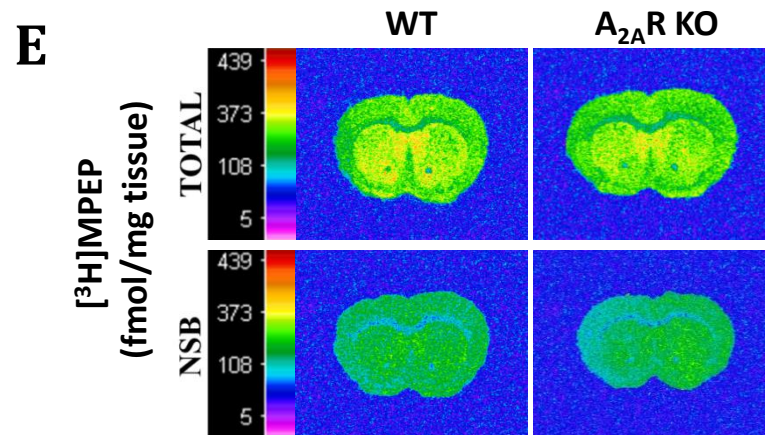 E
WT
A2AR KO
[³H]MPEP
(fmol/mg tissue)
TOTAL
439
373
108
5
NSB
439
373
108
5